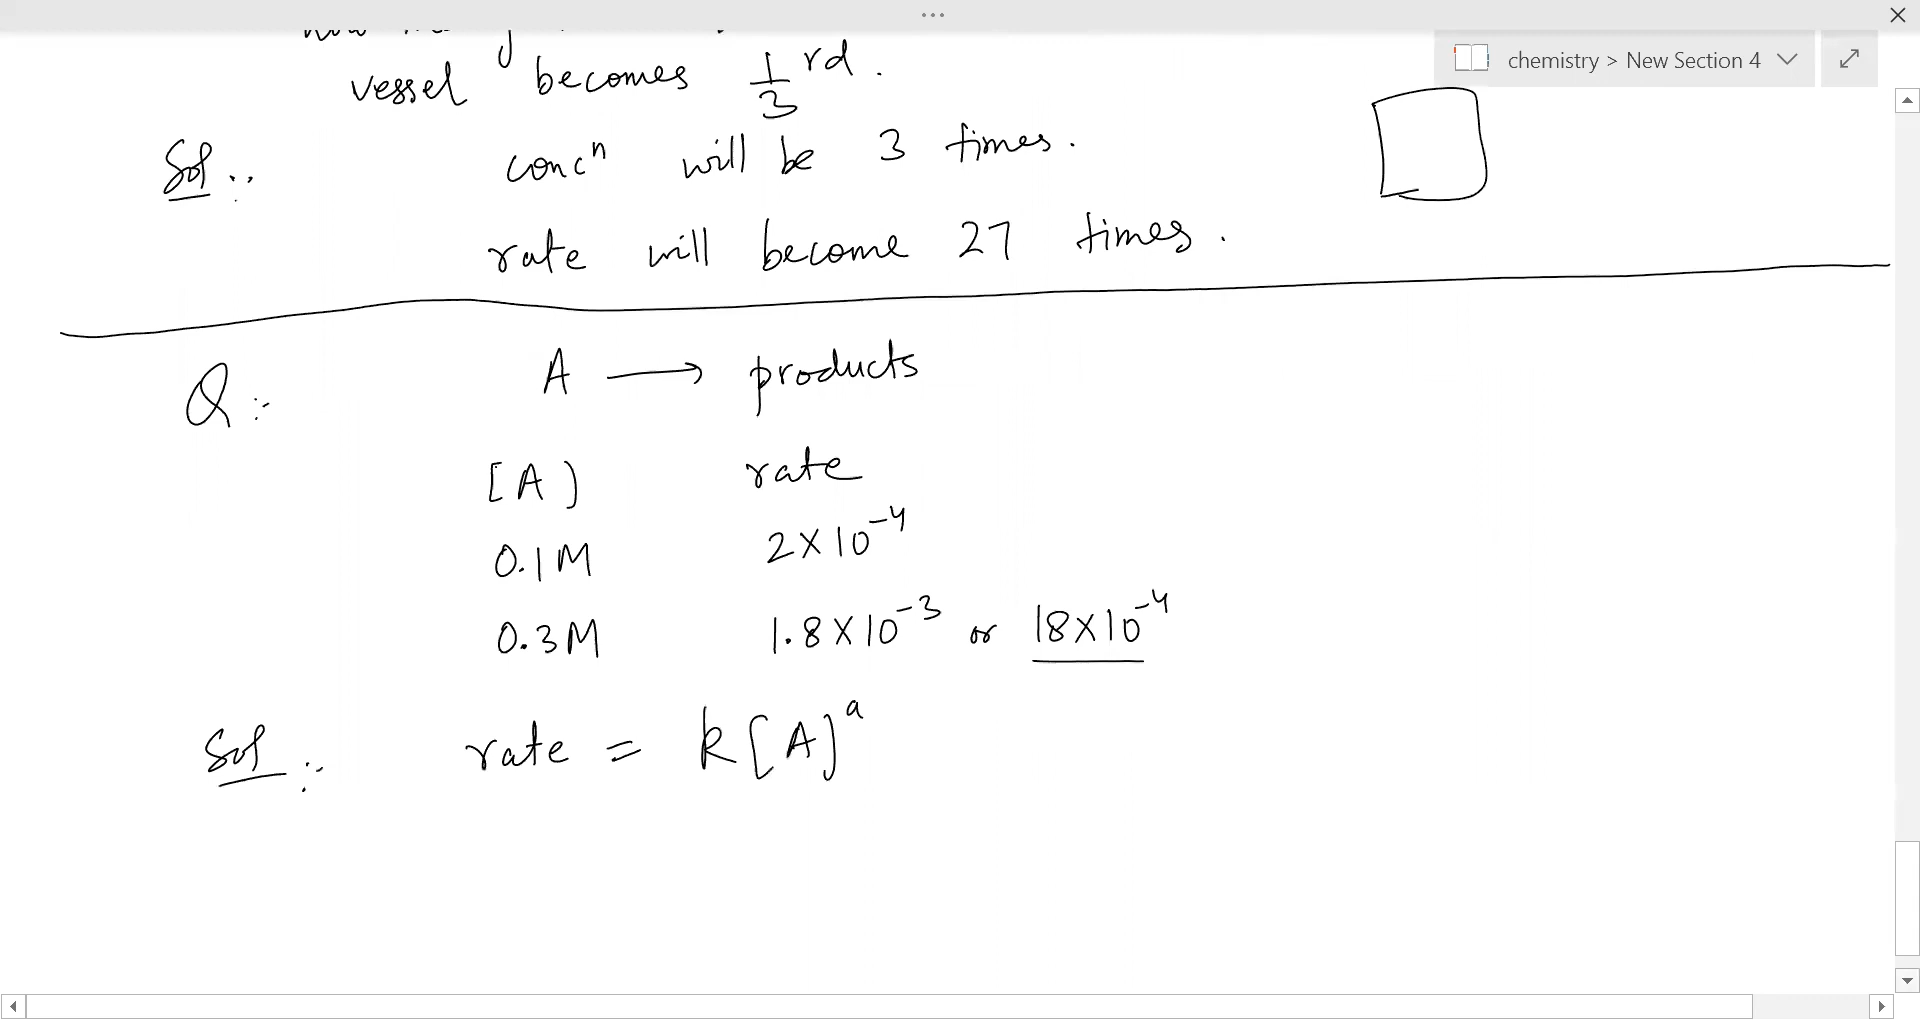 chemistry > New Section 4
vessel becomes 1/3 rd.
Sol:. concⁿ will be 3 times.
rate will become 27 times.
Q:- A ⟶ products
[A) rate
0.1M 2×10⁻⁴
0.3M 1.8×10⁻³ or 18×10⁻⁴
Sol:- rate = k[A]ᵃ